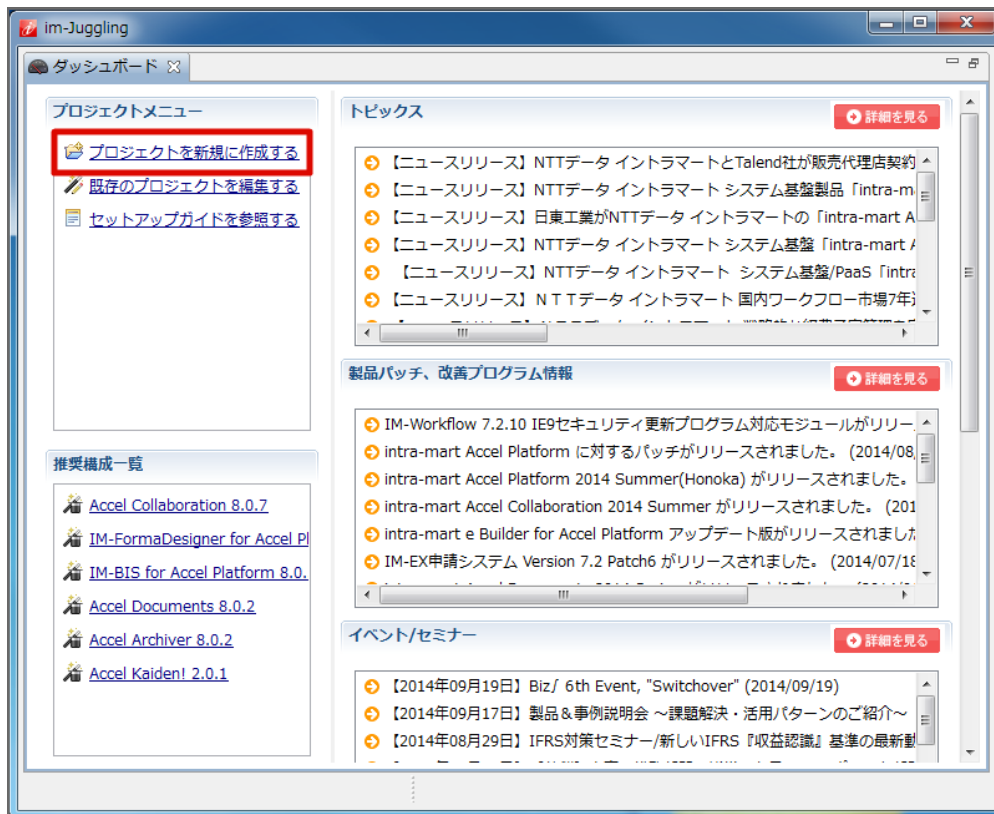 im-Juggling
ダッシュボード
プロジェクトメニュー
プロジェクトを新規に作成する
既存のプロジェクトを編集する
セットアップガイドを参照する
推奨構成一覧
Accel Collaboration 8.0.7
IM-FormaDesigner for Accel Pl
IM-BIS for Accel Platform 8.0.
Accel Documents 8.0.2
Accel Archiver 8.0.2
Accel Kaiden! 2.0.1
トピックス
詳細を見る
【ニュースリリース】NTTデータ イントラマートとTalend社が販売代理店契約
【ニュースリリース】NTTデータ イントラマート システム基盤製品「intra-m
【ニュースリリース】日東工業がNTTデータ イントラマートの「intra-mart A
【ニュースリリース】NTTデータ イントラマート システム基盤「intra-mart A
【ニュースリリース】NTTデータ イントラマート システム基盤/PaaS「intra
【ニュースリリース】ＮＴＴデータ イントラマート 国内ワークフロー市場7年
製品パッチ、改善プログラム情報
詳細を見る
IM-Workflow 7.2.10 IE9セキュリティ更新プログラム対応モジュールがリリー
intra-mart Accel Platform に対するパッチがリリースされました。 (2014/08
intra-mart Accel Platform 2014 Summer(Honoka) がリリースされました。
intra-mart Accel Collaboration 2014 Summer がリリースされました。 (201
intra-mart e Builder for Accel Platform アップデート版がリリースされました
IM-EX申請システム Version 7.2 Patch6 がリリースされました。 (2014/07/18
イベント/セミナー
詳細を見る
【2014年09月19日】Biz∫ 6th Event, "Switchover" (2014/09/19)
【2014年09月17日】製品＆事例説明会 ～課題解決・活用パターンのご紹介～
【2014年08月29日】IFRS対策セミナー/新しいIFRS『収益認識』基準の最新動